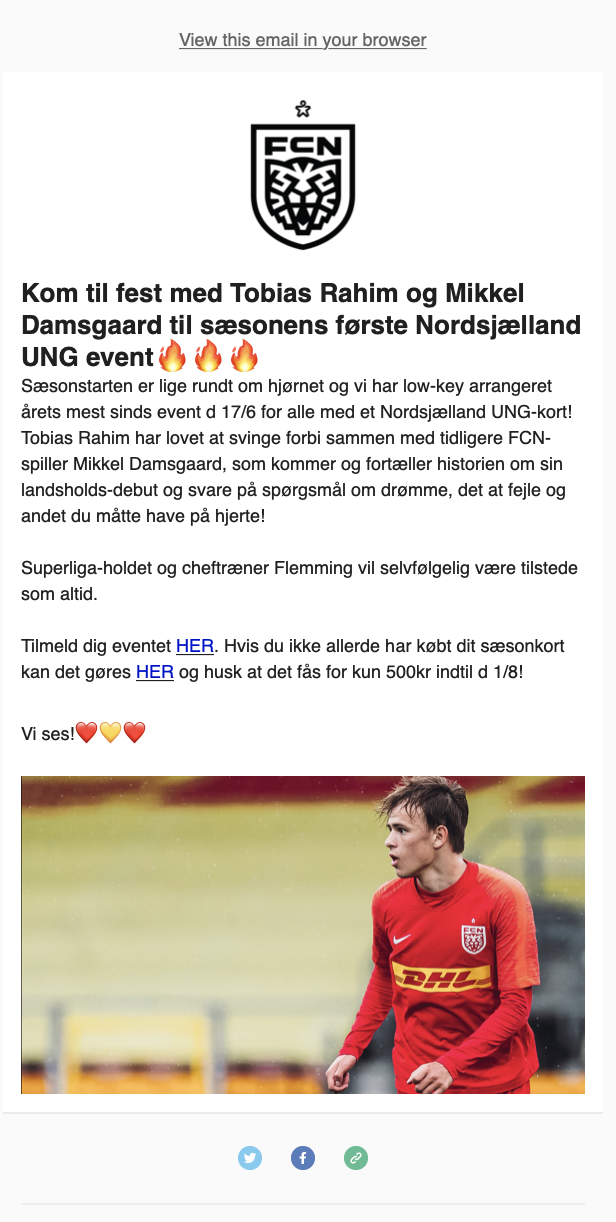 View this email in your browser
FCN
Kom til fest med Tobias Rahim og Mikkel
Damsgaard til sæsonens første Nordsjælland
UNG event🔥🔥🔥
Sæsonstarten er lige rundt om hjørnet og vi har low-key arrangeret
årets mest sinds event d 17/6 for alle med et Nordsjælland UNG-kort!
Tobias Rahim har lovet at svinge forbi sammen med tidligere FCN-
spiller Mikkel Damsgaard, som kommer og fortæller historien om sin
landsholds-debut og svare på spørgsmål om drømme, det at fejle og
andet du måtte have på hjerte!
Superliga-holdet og cheftræner Flemming vil selvfølgelig være tilstede
som altid.
Tilmeld dig eventet HER. Hvis du ikke allerde har købt dit sæsonkort
kan det gøres HER og husk at det fås for kun 500kr indtil d 1/8!
Vi ses!❤️💛❤️
FCN
DHL